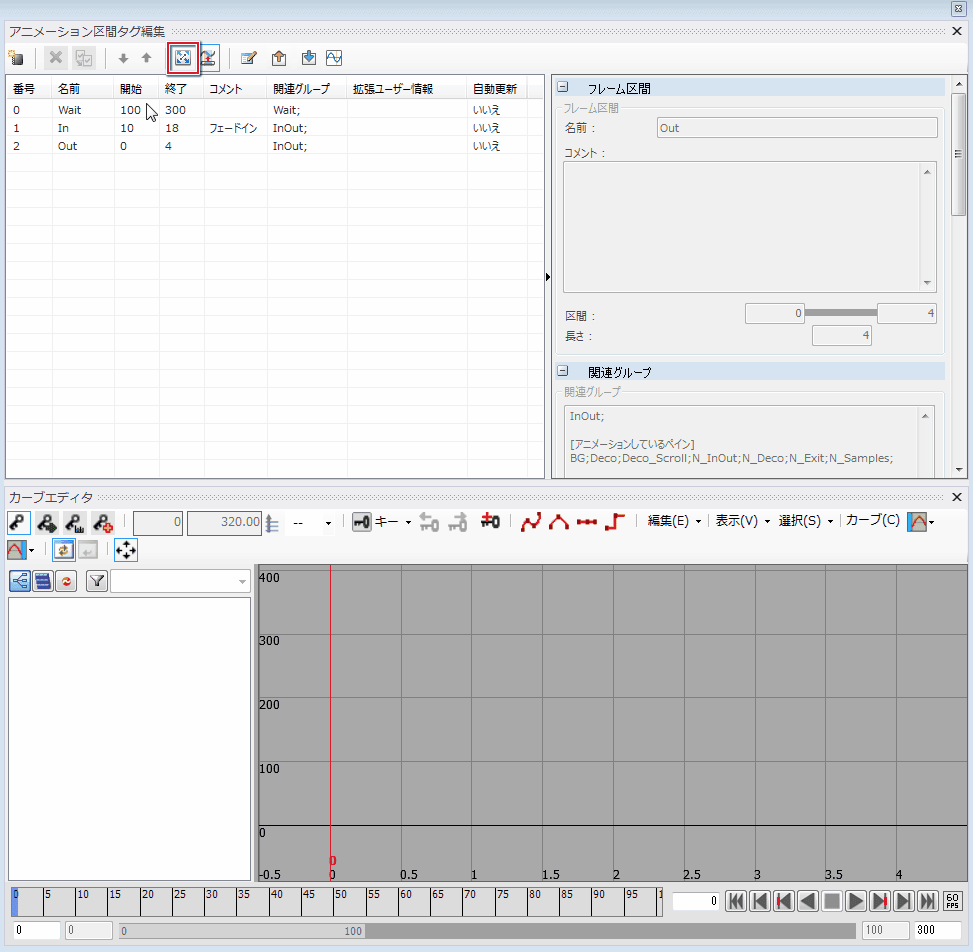 アニメーション区間タグ編集
番号 名前 開始 終了 コメント 関連グループ 拡張ユーザー情報 自動更新
0 Wait 100 300 Wait; いいえ
1 In 10 18 フェードイン InOut; いいえ
2 Out 0 4 InOut; いいえ
フレーム区間
フレーム区間
名前 : Out
コメント :
区間 : 0 4
長さ : 4
関連グループ
関連グループ
InOut;
[アニメーションしているペイン]
BG;Deco;Deco_Scroll;N_InOut;N_Deco;N_Exit;N_Samples;
カーブエディタ
0 320.00 -- キー 編集(E) 表示(V) 選択(S) カーブ(C)
400
300
200
100
0
0
-0.5 0 0.5 1 1.5 2 2.5 3 3.5 4
0 5 10 15 20 25 30 35 40 45 50 55 60 65 70 75 80 85 90 95 1 0 60 FPS
0 0 0 100 100 300